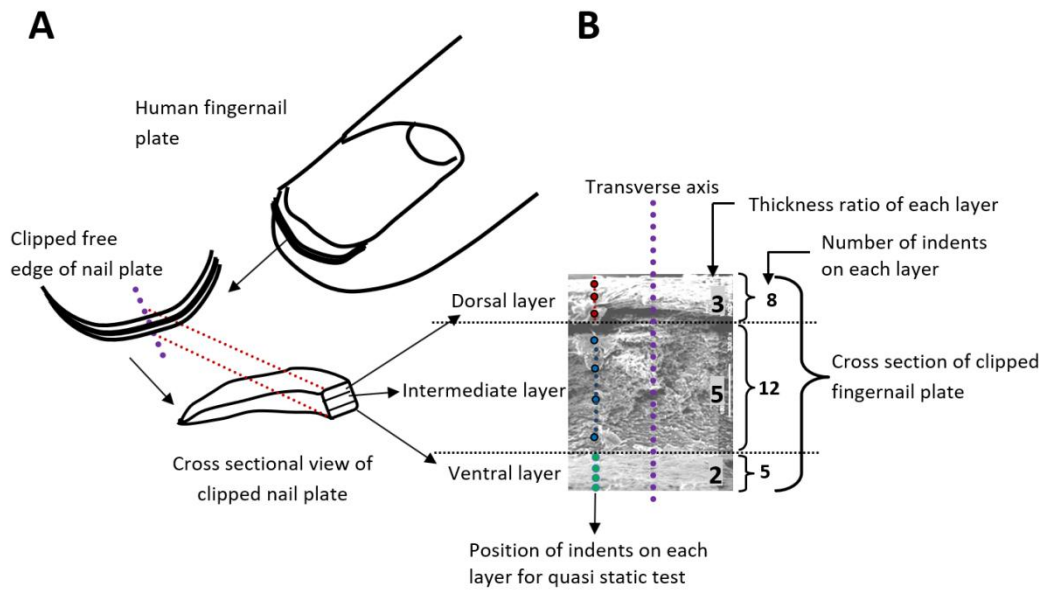 A
Human fingernail
plate
Clipped free
edge of nail plate
Cross sectional view of
clipped nail plate
B
Transverse axis
Thickness ratio of each layer
Number of indents
on each layer
Dorsal layer
3
8
Intermediate layer
5
12
Cross section of clipped
fingernail plate
Ventral layer
2
5
Position of indents on each
layer for quasi static test